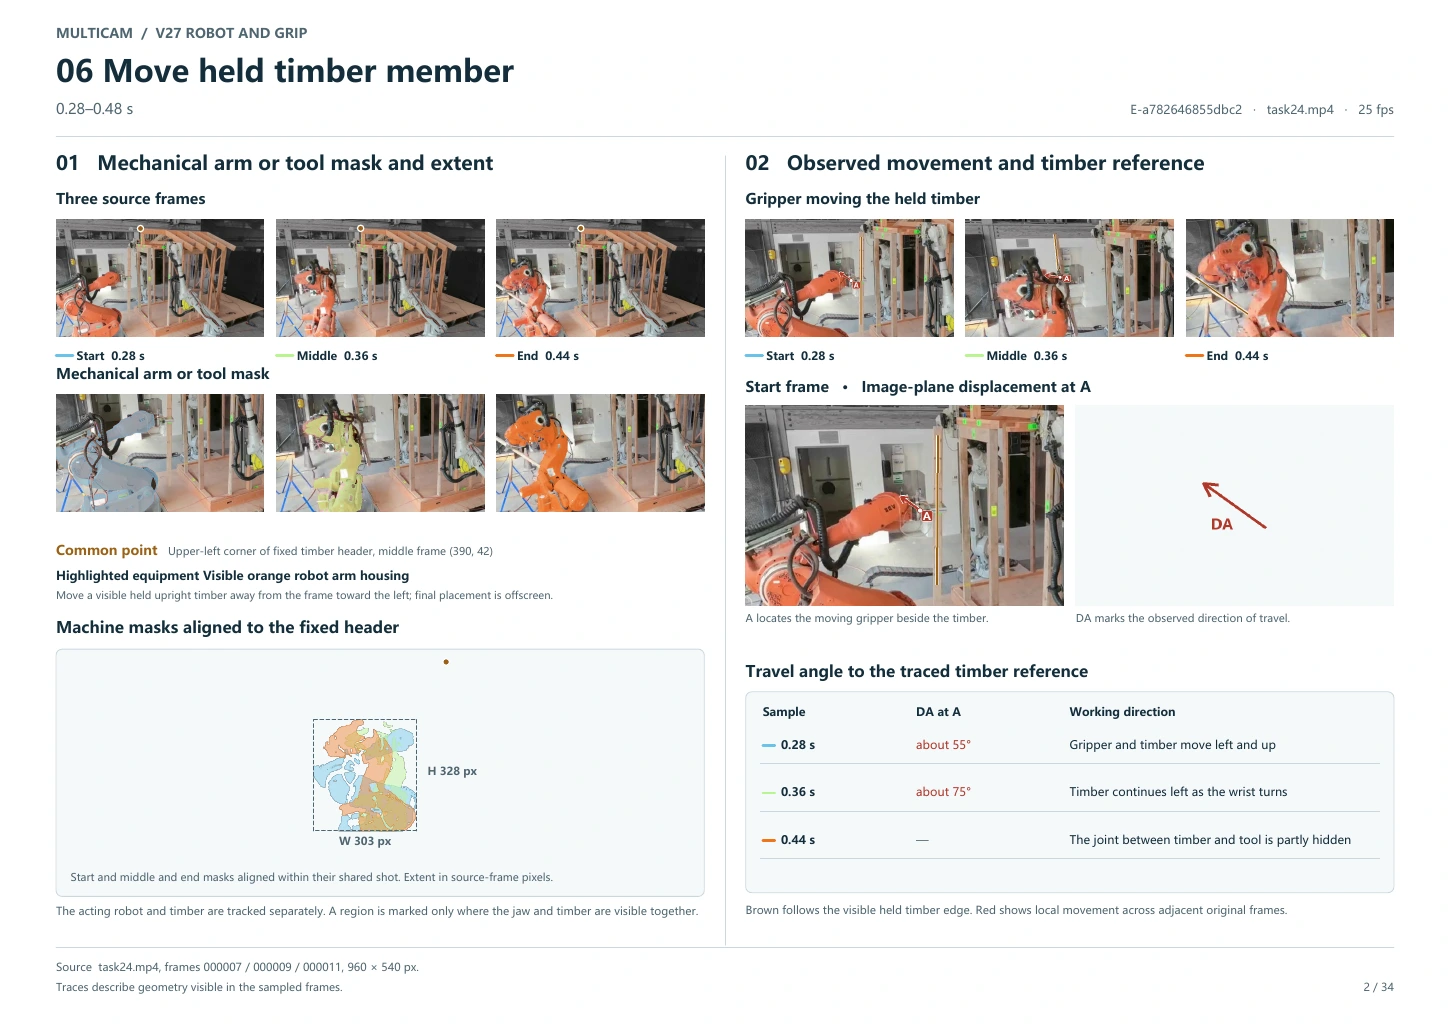 MULTICAM / V27 ROBOT AND GRIP
06 Move held timber member
0.28–0.48 s
E-a782646855dbc2 · task24.mp4 · 25 fps
01 Mechanical arm or tool mask and extent
Three source frames
Start 0.28 s
Middle 0.36 s
End 0.44 s
Mechanical arm or tool mask
Common point Upper-left corner of fixed timber header, middle frame (390, 42)
Highlighted equipment Visible orange robot arm housing
Move a visible held upright timber away from the frame toward the left; final placement is offscreen.
Machine masks aligned to the fixed header
H 328 px
W 303 px
Start and middle and end masks aligned within their shared shot. Extent in source-frame pixels.
The acting robot and timber are tracked separately. A region is marked only where the jaw and timber are visible together.
02 Observed movement and timber reference
Gripper moving the held timber
A
A
Start 0.28 s
Middle 0.36 s
End 0.44 s
Start frame • Image-plane displacement at A
A
DA
A locates the moving gripper beside the timber.
DA marks the observed direction of travel.
Travel angle to the traced timber reference
Sample DA at A Working direction
0.28 s about 55° Gripper and timber move left and up
0.36 s about 75° Timber continues left as the wrist turns
0.44 s — The joint between timber and tool is partly hidden
Brown follows the visible held timber edge. Red shows local movement across adjacent original frames.
Source task24.mp4, frames 000007 / 000009 / 000011, 960 × 540 px.
Traces describe geometry visible in the sampled frames.
2 / 34